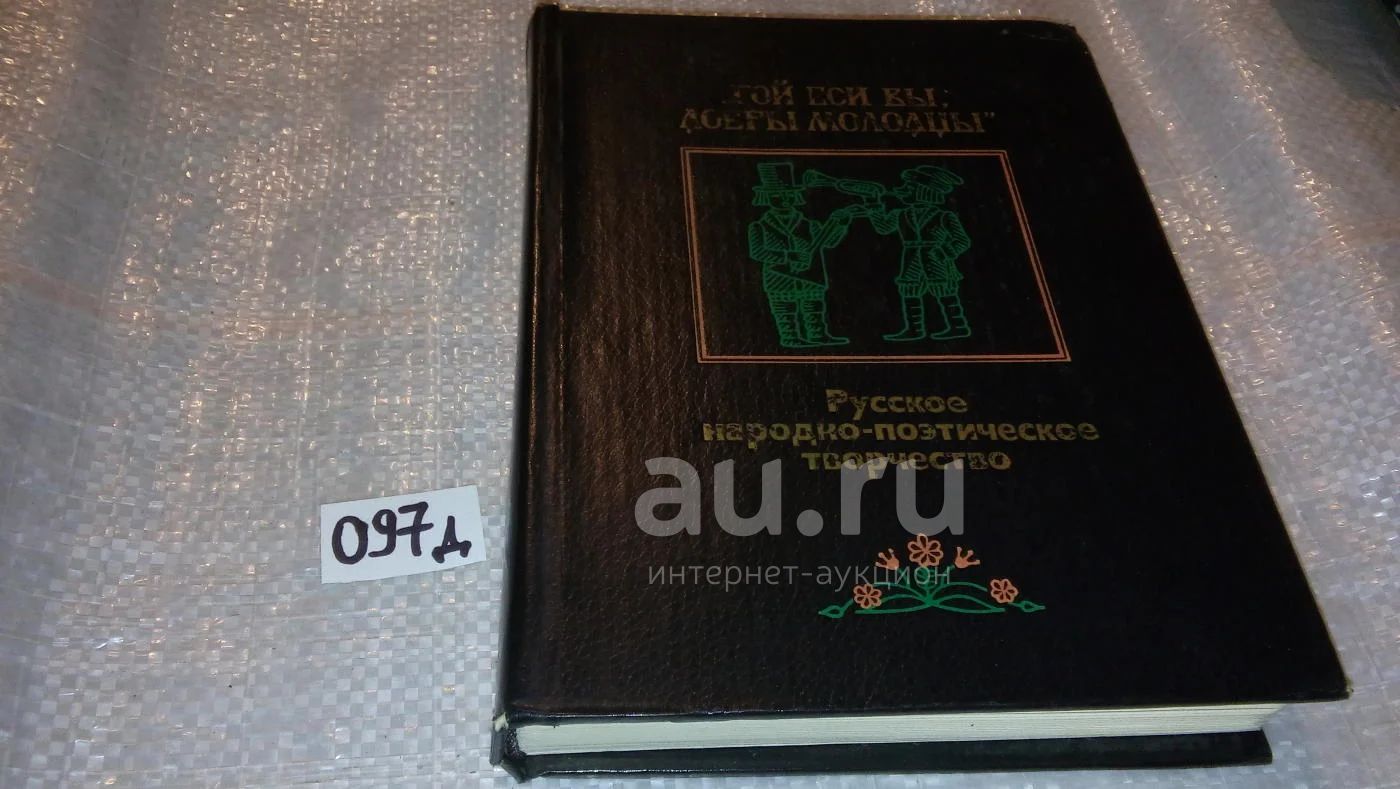 „ГОЙ ЕСИ ВЫ,
ДОБРЫ МОЛОДЦЫ"
Русское
народно-поэтическое
творчество
au.ru
интернет-аукцион
097д